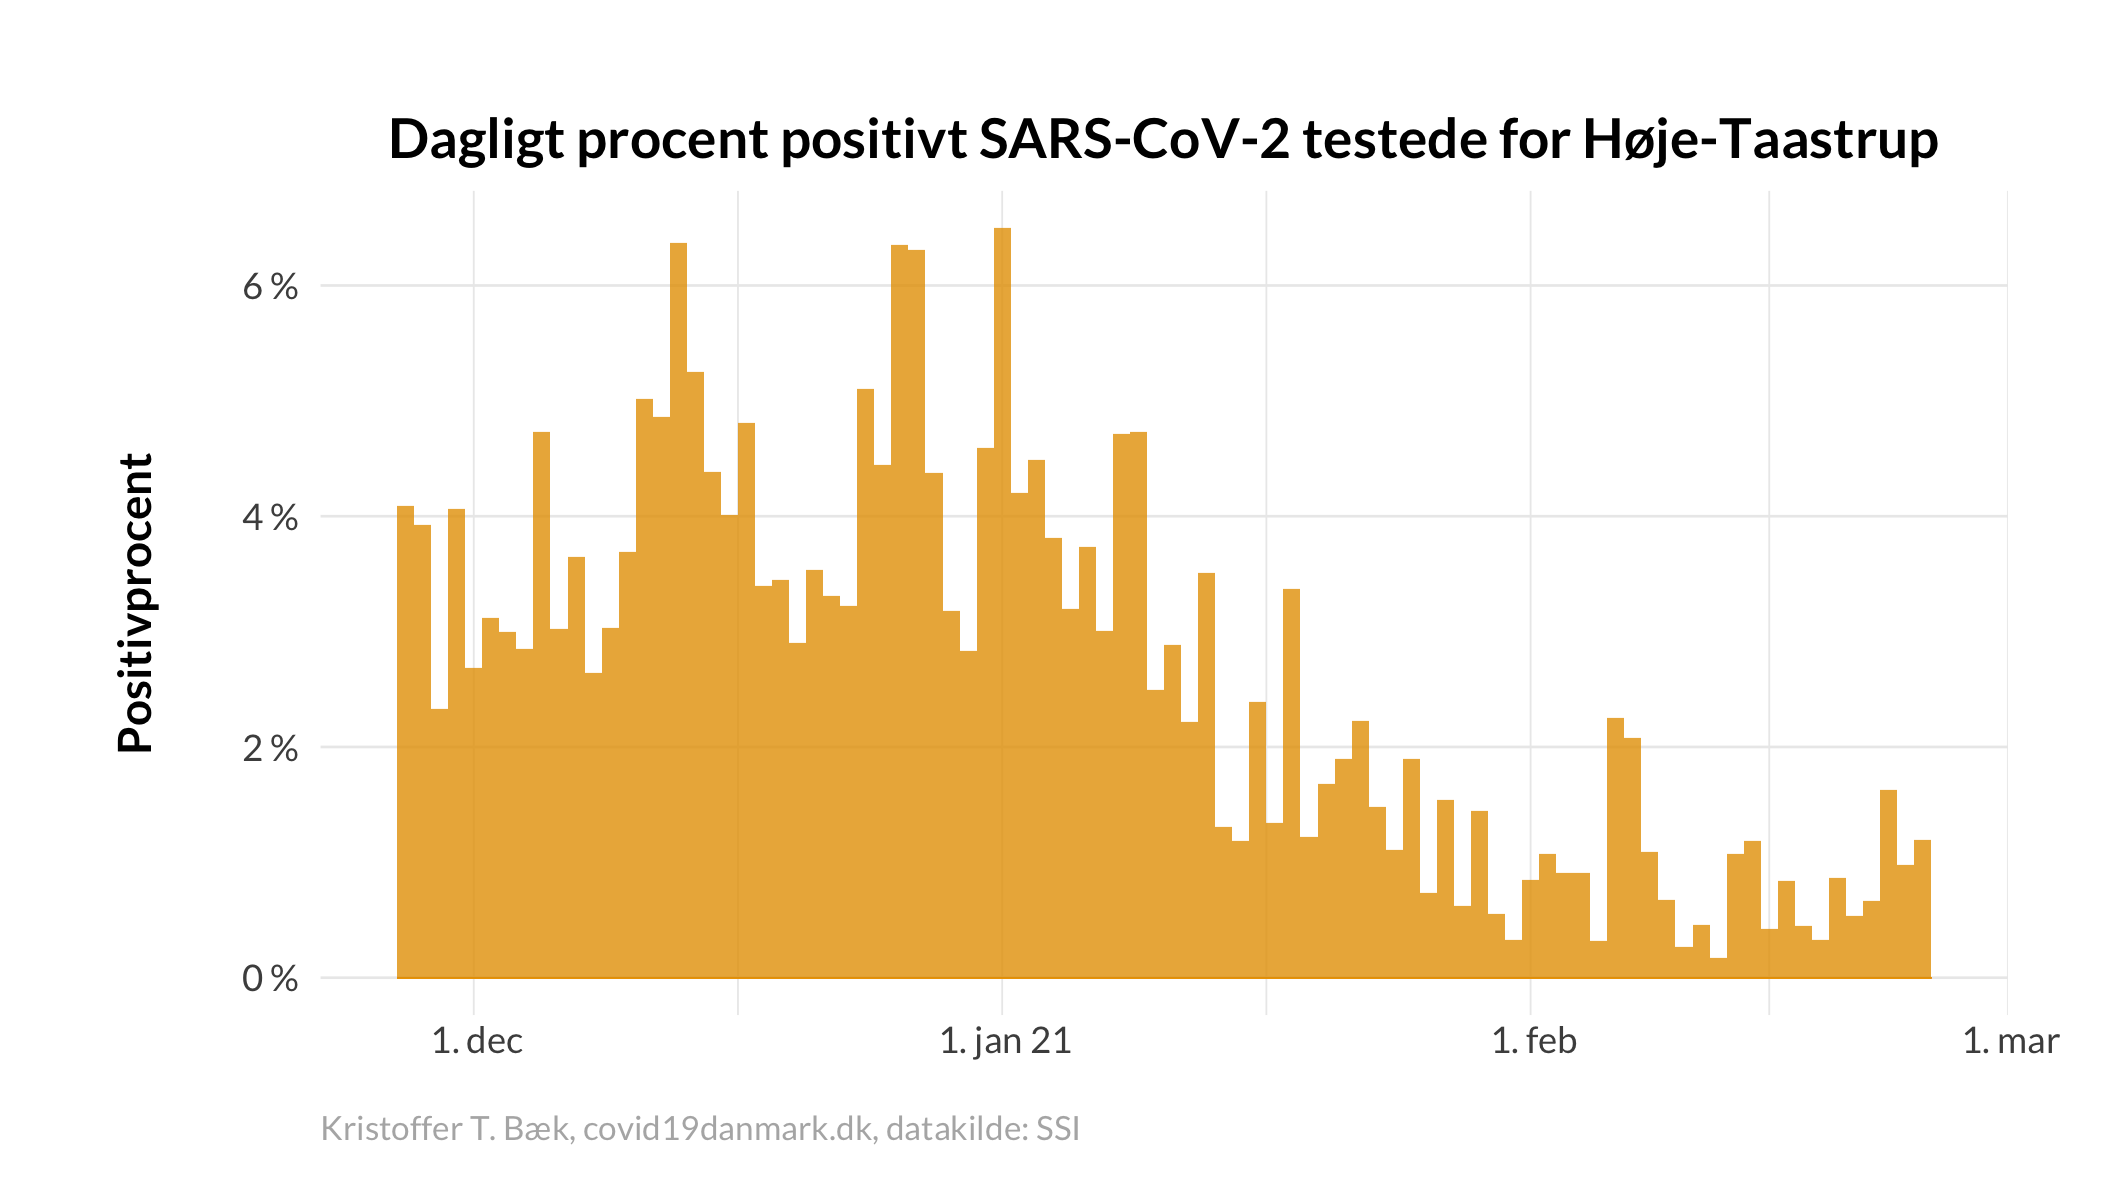 Dagligt procent positivt SARS-CoV-2 testede for Høje-Taastrup
Positivprocent
6 %
4 %
2 %
0 %
1. dec
1. jan 21
1. feb
1. mar
Kristoffer T. Bæk, covid19danmark.dk, datakilde: SSI